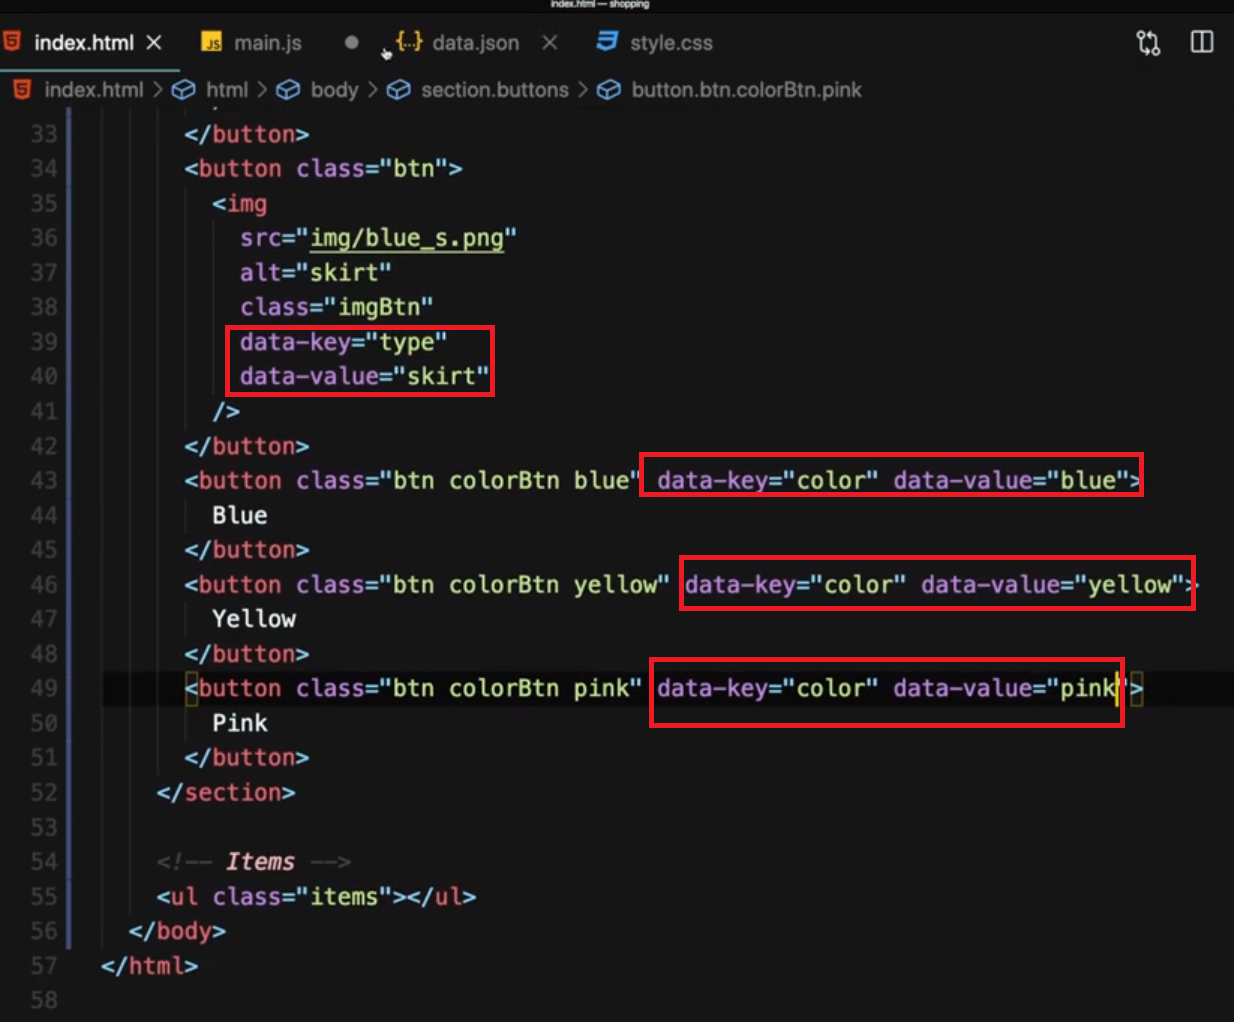 index.html — shopping
index.html
JS main.js
{..} data.json
style.css
index.html > html > body > section.buttons > button.btn.colorBtn.pink
33 </button>
34 <button class="btn">
35 <img
36 src="img/blue_s.png"
37 alt="skirt"
38 class="imgBtn"
39 data-key="type"
40 data-value="skirt"
41 />
42 </button>
43 <button class="btn colorBtn blue" data-key="color" data-value="blue">
44 Blue
45 </button>
46 <button class="btn colorBtn yellow" data-key="color" data-value="yellow">
47 Yellow
48 </button>
49 <button class="btn colorBtn pink" data-key="color" data-value="pink">
50 Pink
51 </button>
52 </section>
53
54 <!-- Items -->
55 <ul class="items"></ul>
56 </body>
57 </html>
58